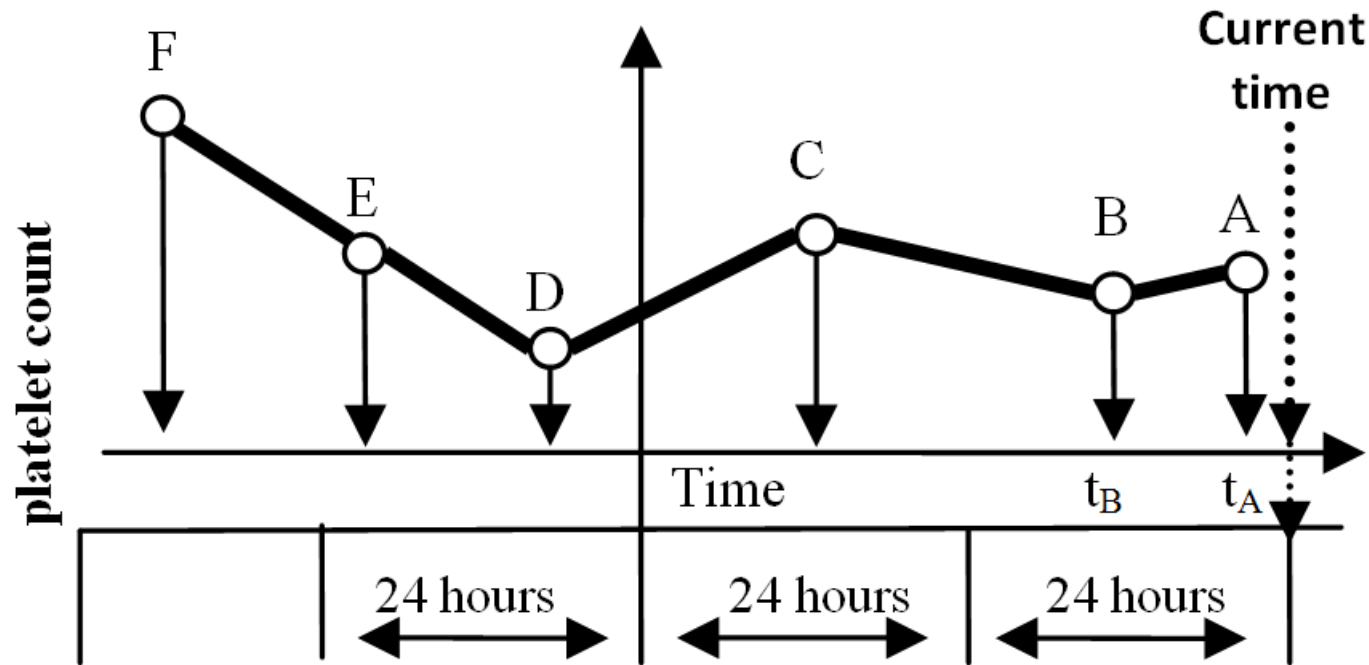 Current
time
F
C
E
B
A
D
platelet count
Time
tB
tA
24 hours
24 hours
24 hours